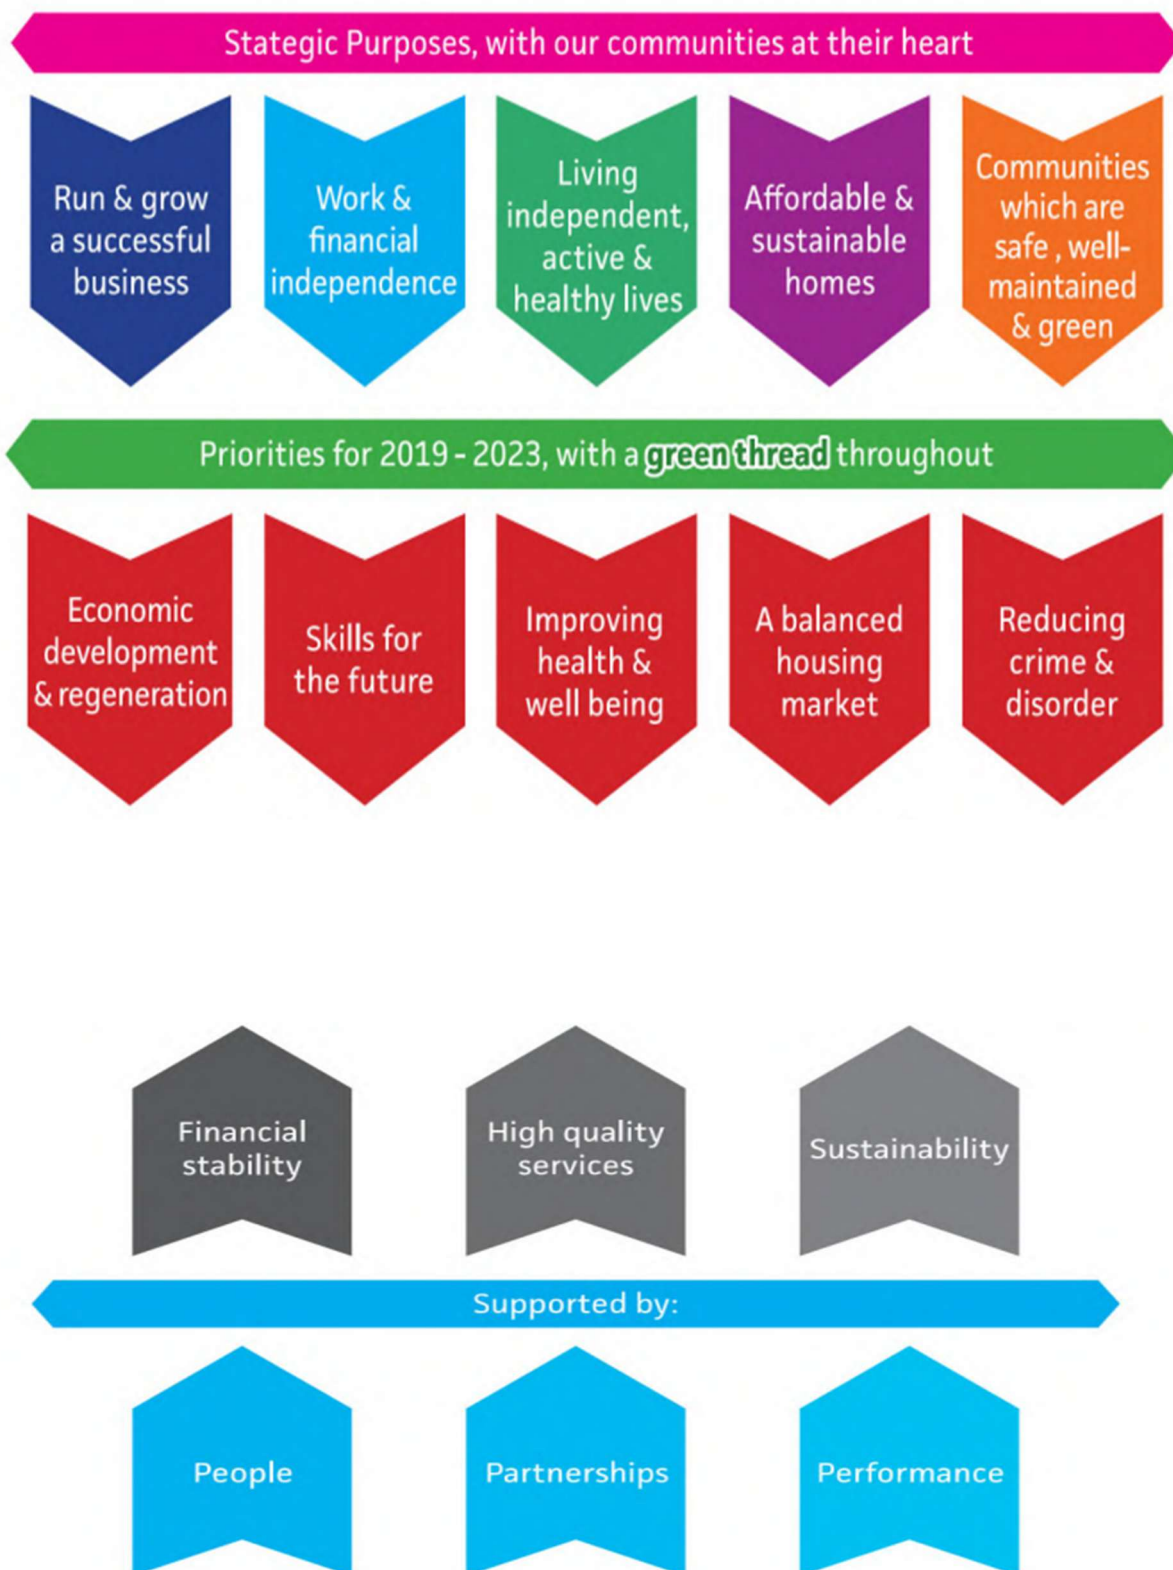 Stategic Purposes, with our communities at their heart
Run & grow
a successful
business
Work &
financial
independence
Living
independent,
active &
healthy lives
Affordable &
sustainable
homes
Communities
which are
safe , well-
maintained
& green
Priorities for 2019 - 2023, with a green thread throughout
Economic
development
& regeneration
Skills for
the future
Improving
health &
well being
A balanced
housing
market
Reducing
crime &
disorder
Financial
stability
High quality
services
Sustainability
Supported by:
People
Partnerships
Performance